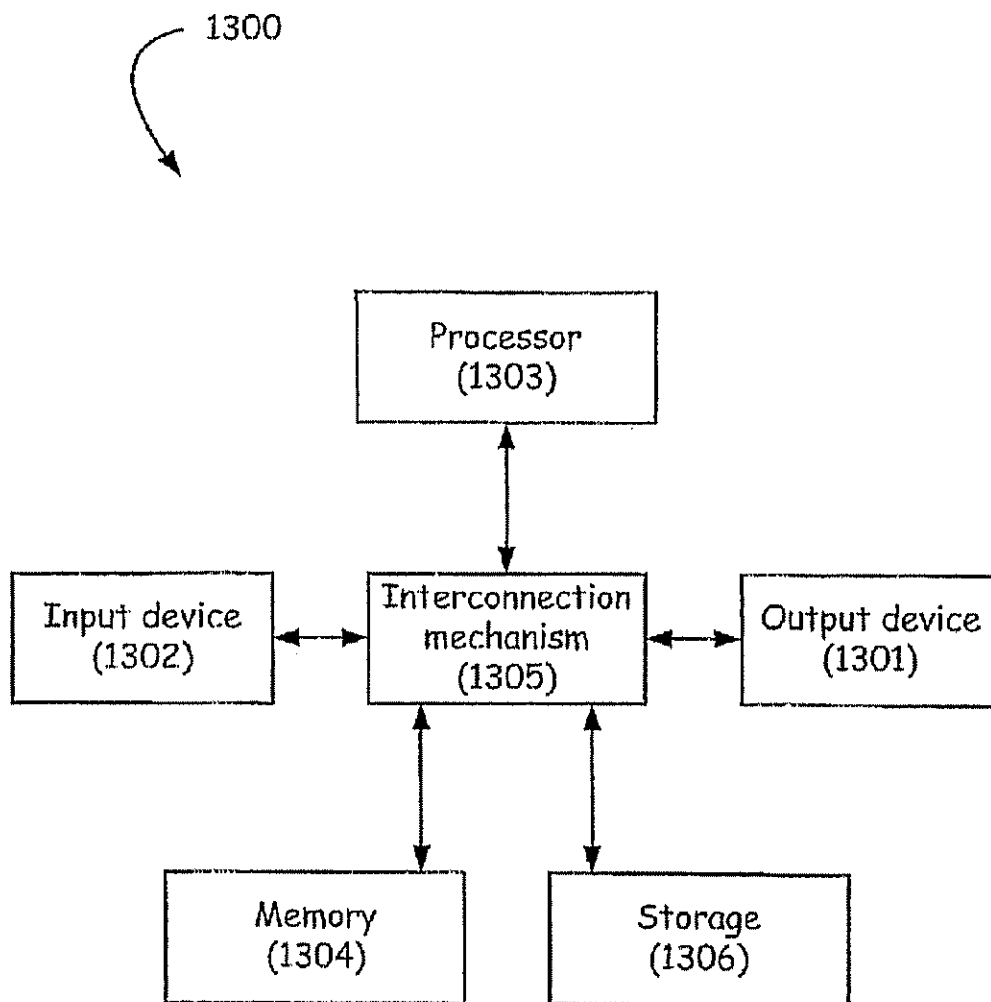 1300
Processor
(1303)
Input device
(1302)
Interconnection
mechanism
(1305)
Output device
(1301)
Memory
(1304)
Storage
(1306)